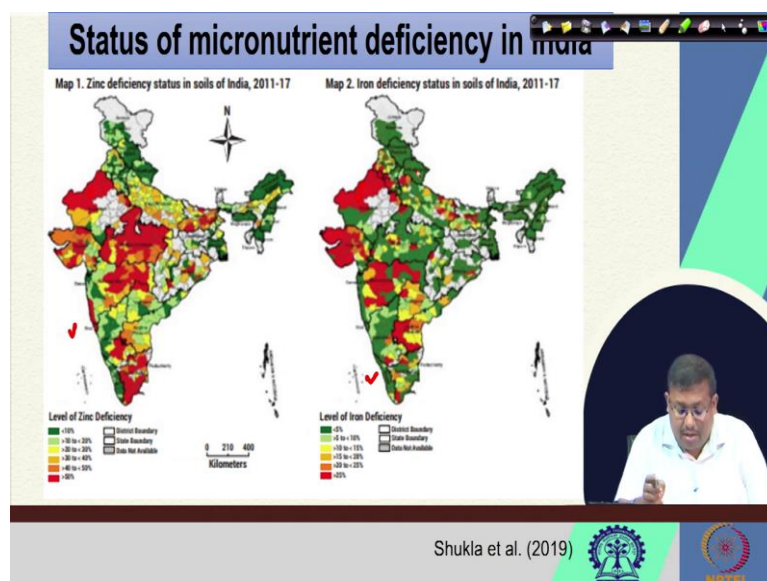 Status of micronutrient deficiency in India
Map 1. Zinc deficiency status in soils of India, 2011-17
Map 2. Iron deficiency status in soils of India, 2011-17
N
Level of Zinc Deficiency
<10%
>10 to < 20%
>20 to < 30%
>30 to < 40%
>40 to < 50%
>50%
District Boundary
State Boundary
Data Not Available
0 210 400
Kilometers
Level of Iron Deficiency
<5%
>5 to < 10%
>10 to < 15%
>15 to < 20%
>20 to < 25%
>25%
District Boundary
State Boundary
Data Not Available
Shukla et al. (2019)
NPTEL